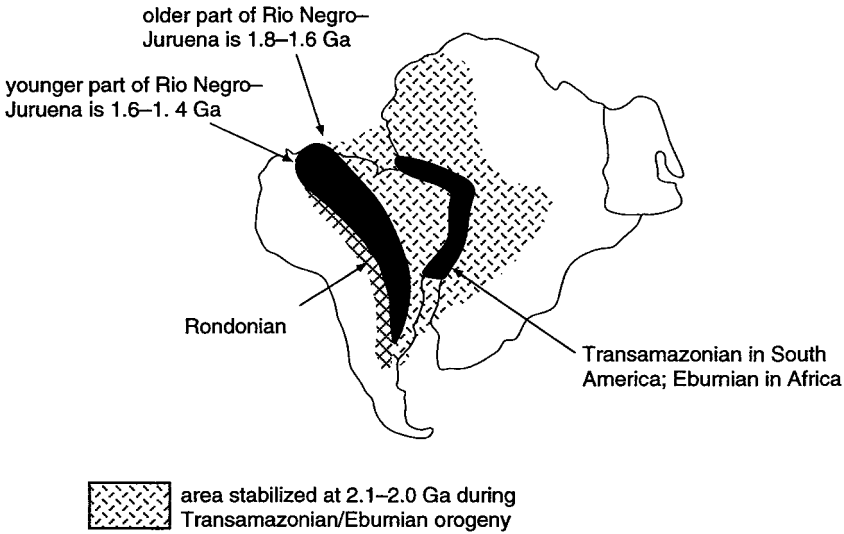 older part of Rio Negro–
Juruena is 1.8–1.6 Ga
younger part of Rio Negro–
Juruena is 1.6–1. 4 Ga
Rondonian
Transamazonian in South
America; Eburnian in Africa
area stabilized at 2.1–2.0 Ga during
Transamazonian/Eburnian orogeny